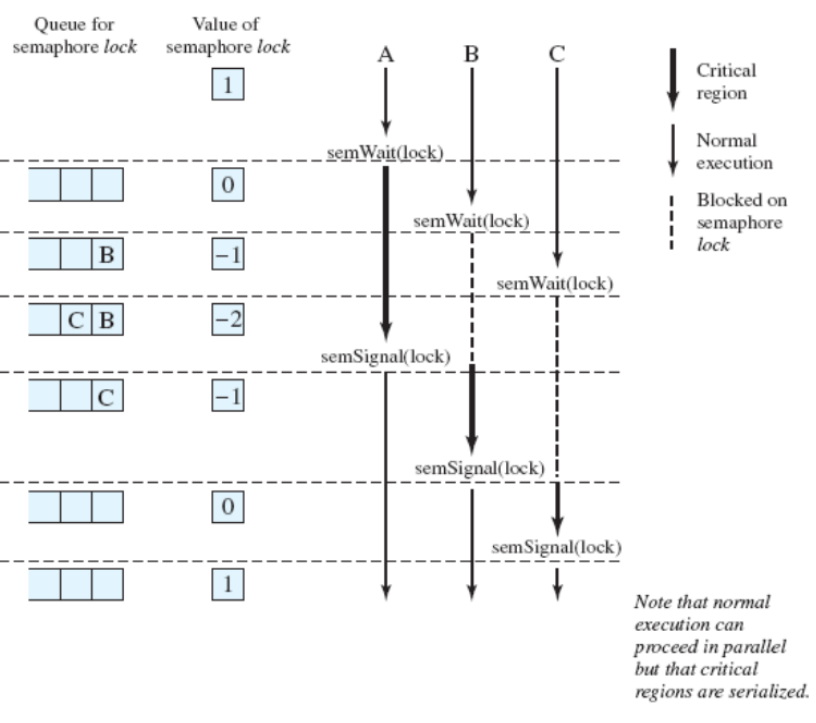 Queue for
semaphore lock
Value of
semaphore lock
A
B
C
1
Critical
region
Normal
execution
semWait(lock)
0
Blocked on
semaphore
lock
semWait(lock)
B
−1
semWait(lock)
C B
−2
semSignal(lock)
C
−1
semSignal(lock)
0
semSignal(lock)
1
Note that normal
execution can
proceed in parallel
but that critical
regions are serialized.